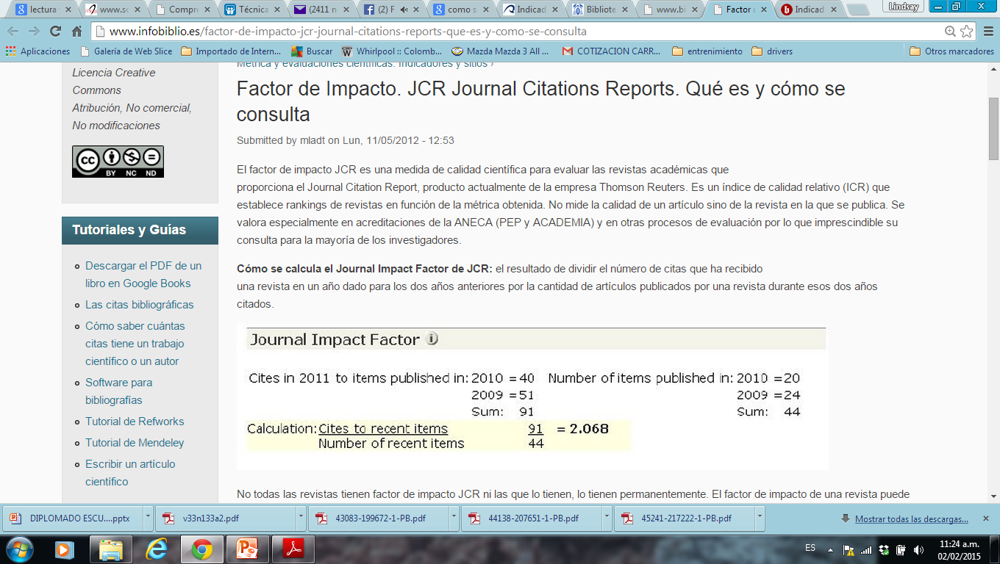 lectura
www.sc
Compre
Técnica
(2411 n
(2) F
como s
Indicad
Bibliote
www.bi
Factor
Indicad
Lindsay
www.infobiblio.es/factor-de-impacto-jcr-journal-citations-reports-que-es-y-como-se-consulta
Aplicaciones
Galería de Web Slice
Importado de Intern...
Buscar
Whirlpool :: Colomb...
Mazda Mazda 3 All ...
COTIZACION CARR...
entrenimiento
drivers
Otros marcadores
Licencia Creative
Commons
Atribución, No comercial,
No modificaciones
cc
BY NC ND
Tutoriales y Guías
Descargar el PDF de un
libro en Google Books
Las citas bibliográficas
Cómo saber cuántas
citas tiene un trabajo
científico o un autor
Software para
bibliografías
Tutorial de Refworks
Tutorial de Mendeley
Escribir un artículo
científico
Métrica y evaluaciones científicas. Indicadores y sitios ›
Factor de Impacto. JCR Journal Citations Reports. Qué es y cómo se
consulta
Submitted by mladt on Lun, 11/05/2012 - 12:53
El factor de impacto JCR es una medida de calidad científica para evaluar las revistas académicas que
proporciona el Journal Citation Report, producto actualmente de la empresa Thomson Reuters. Es un índice de calidad relativo (ICR) que
establece rankings de revistas en función de la métrica obtenida. No mide la calidad de un artículo sino de la revista en la que se publica. Se
valora especialmente en acreditaciones de la ANECA (PEP y ACADEMIA) y en otras procesos de evaluación por lo que imprescindible su
consulta para la mayoría de los investigadores.
Cómo se calcula el Journal Impact Factor de JCR: el resultado de dividir el número de citas que ha recibido
una revista en un año dado para los dos años anteriores por la cantidad de artículos publicados por una revista durante esos dos años
citados.
Journal Impact Factor i
Cites in 2011 to items published in: 2010 =40 Number of items published in: 2010 =20
2009 =51 2009 =24
Sum: 91 Sum: 44
Calculation: Cites to recent items 91 = 2.068
Number of recent items 44
No todas las revistas tienen factor de impacto JCR ni las que lo tienen, lo tienen permanentemente. El factor de impacto de una revista puede
DIPLOMADO ESCU....pptx
v33n133a2.pdf
43083-199672-1-PB.pdf
44138-207651-1-PB.pdf
45241-217222-1-PB.pdf
Mostrar todas las descargas...
ES
11:24 a.m.
02/02/2015